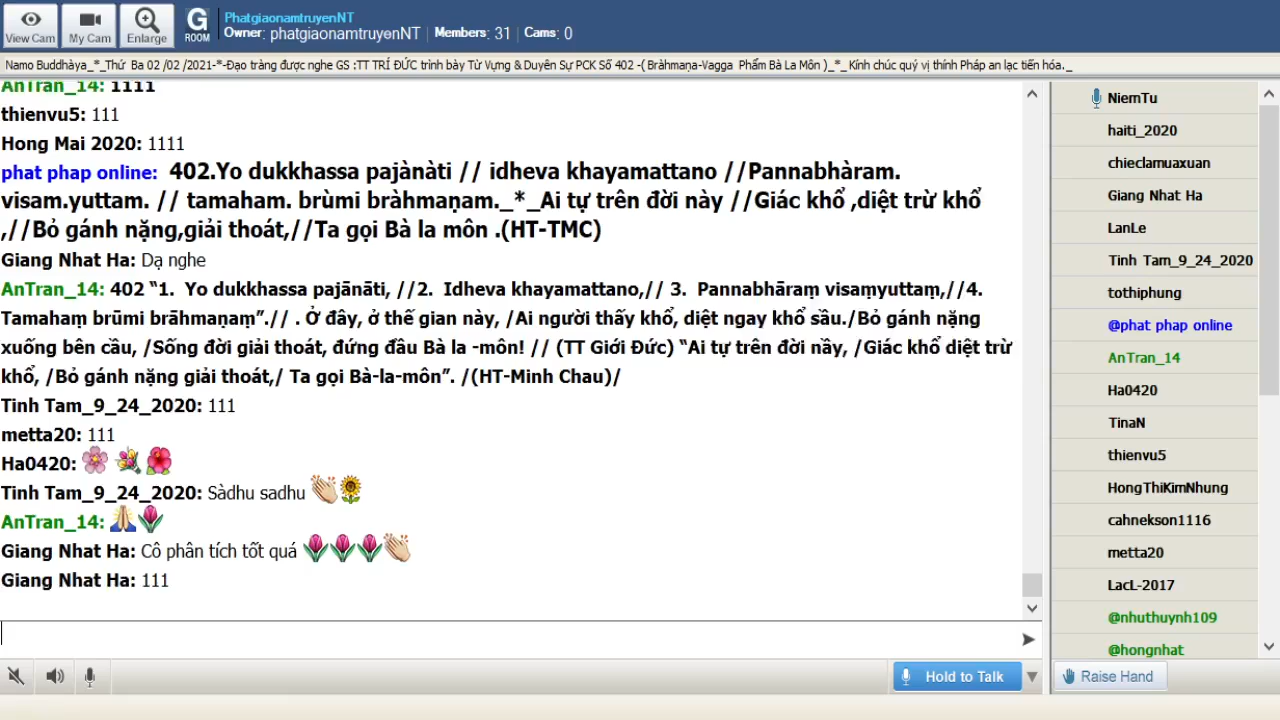 PhatgiaonamtruyenNT
Owner: phatgiaonamtruyenNT Members: 31 Cams: 0
View Cam My Cam Enlarge G ROOM
Namo Buddhàya_*_Thứ Ba 02 /02 /2021-*-Đạo tràng được nghe GS :TT TRÍ ĐỨC trình bày Từ Vựng & Duyên Sự PCK Số 402 -( Bràhmaṇa-Vagga Phẩm Bà La Môn )_*_ Kính chúc quý vị thính Pháp an lạc tiến hóa._
AnTran_14: 1111
thienvu5: 111
Hong Mai 2020: 1111
phat phap online: 402.Yo dukkhassa pajànàti // idheva khayamattano //Pannabhàram.
visam.yuttam. // tamaham. brùmi bràhmaṇam._*_Ai tự trên đời này //Giác khổ ,diệt trừ khổ
,//Bỏ gánh nặng,giải thoát,//Ta gọi Bà la môn .(HT-TMC)
Giang Nhat Ha: Dạ nghe
AnTran_14: 402 “1. Yo dukkhassa pajānāti, //2. Idheva khayamattano,// 3. Pannabhāraṃ visaṃyuttaṃ,//4.
Tamahaṃ brūmi brāhmaṇaṃ”.// . Ở đây, ở thế gian này, /Ai người thấy khổ, diệt ngay khổ sầu./Bỏ gánh nặng
xuống bên cầu, /Sống đời giải thoát, đứng đầu Bà la -môn! // (TT Giới Đức) “Ai tự trên đời nầy, /Giác khổ diệt trừ
khổ, /Bỏ gánh nặng giải thoát,/ Ta gọi Bà-la-môn”. /(HT-Minh Chau)/
Tinh Tam_9_24_2020: 111
metta20: 111
Ha0420:
Tinh Tam_9_24_2020: Sàdhu sadhu
AnTran_14:
Giang Nhat Ha: Cô phân tích tốt quá
Giang Nhat Ha: 111
Hold to Talk
NiemTu
haiti_2020
chieclamuaxuan
Giang Nhat Ha
LanLe
Tinh Tam_9_24_2020
tothiphung
@phat phap online
AnTran_14
Ha0420
TinaN
thienvu5
HongThiKimNhung
cahnekson1116
metta20
LacL-2017
@nhuthuynh109
@hongnhat
Raise Hand